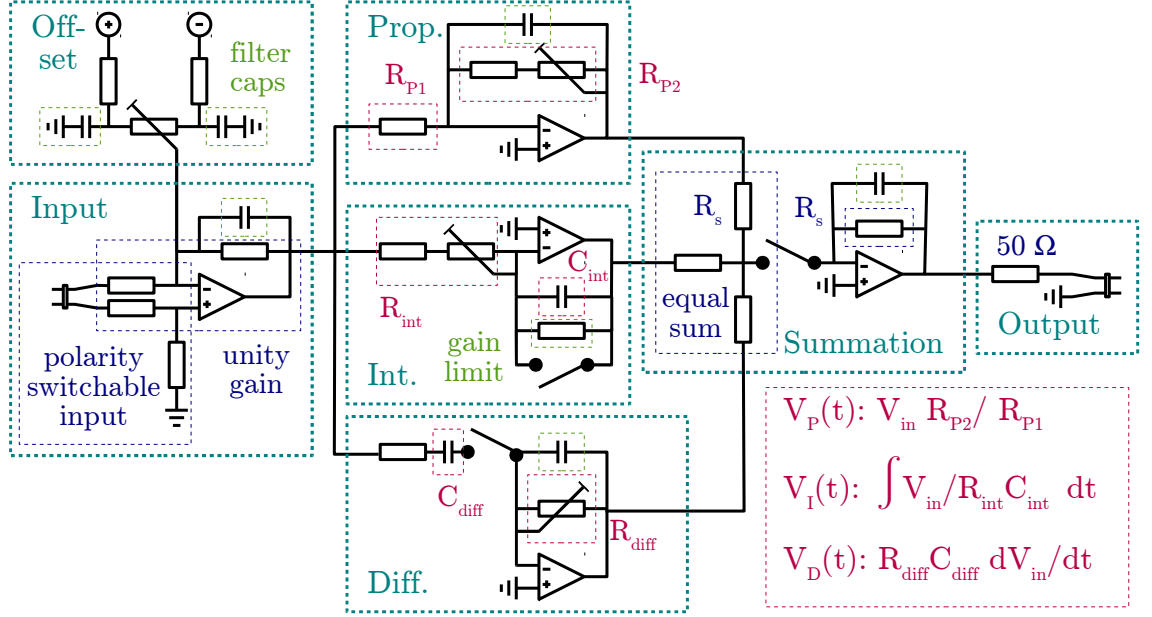 Off-
set
filter
caps
Input
polarity
switchable
input
unity
gain
Prop.
R_P1
R_P2
R_int
C_int
gain
limit
Int.
C_diff
R_diff
Diff.
R_s
R_s
equal
sum
Summation
50 Ω
Output
V_P(t): V_in R_P2/ R_P1
V_I(t): ∫V_in/R_int C_int dt
V_D(t): R_diff C_diff dV_in/dt